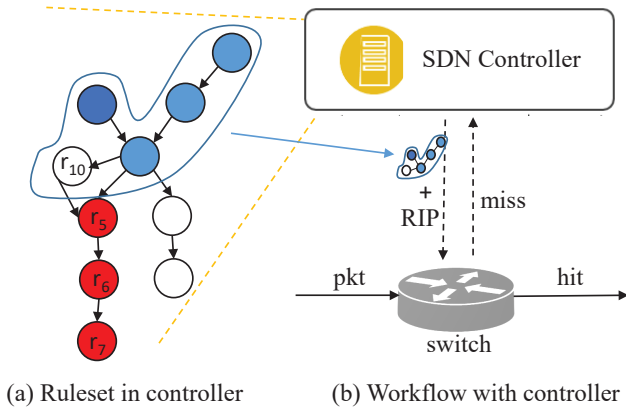 SDN Controller
r10
r5
r6
r7
+
RIP
miss
pkt
hit
switch
(a) Ruleset in controller
(b) Workflow with controller